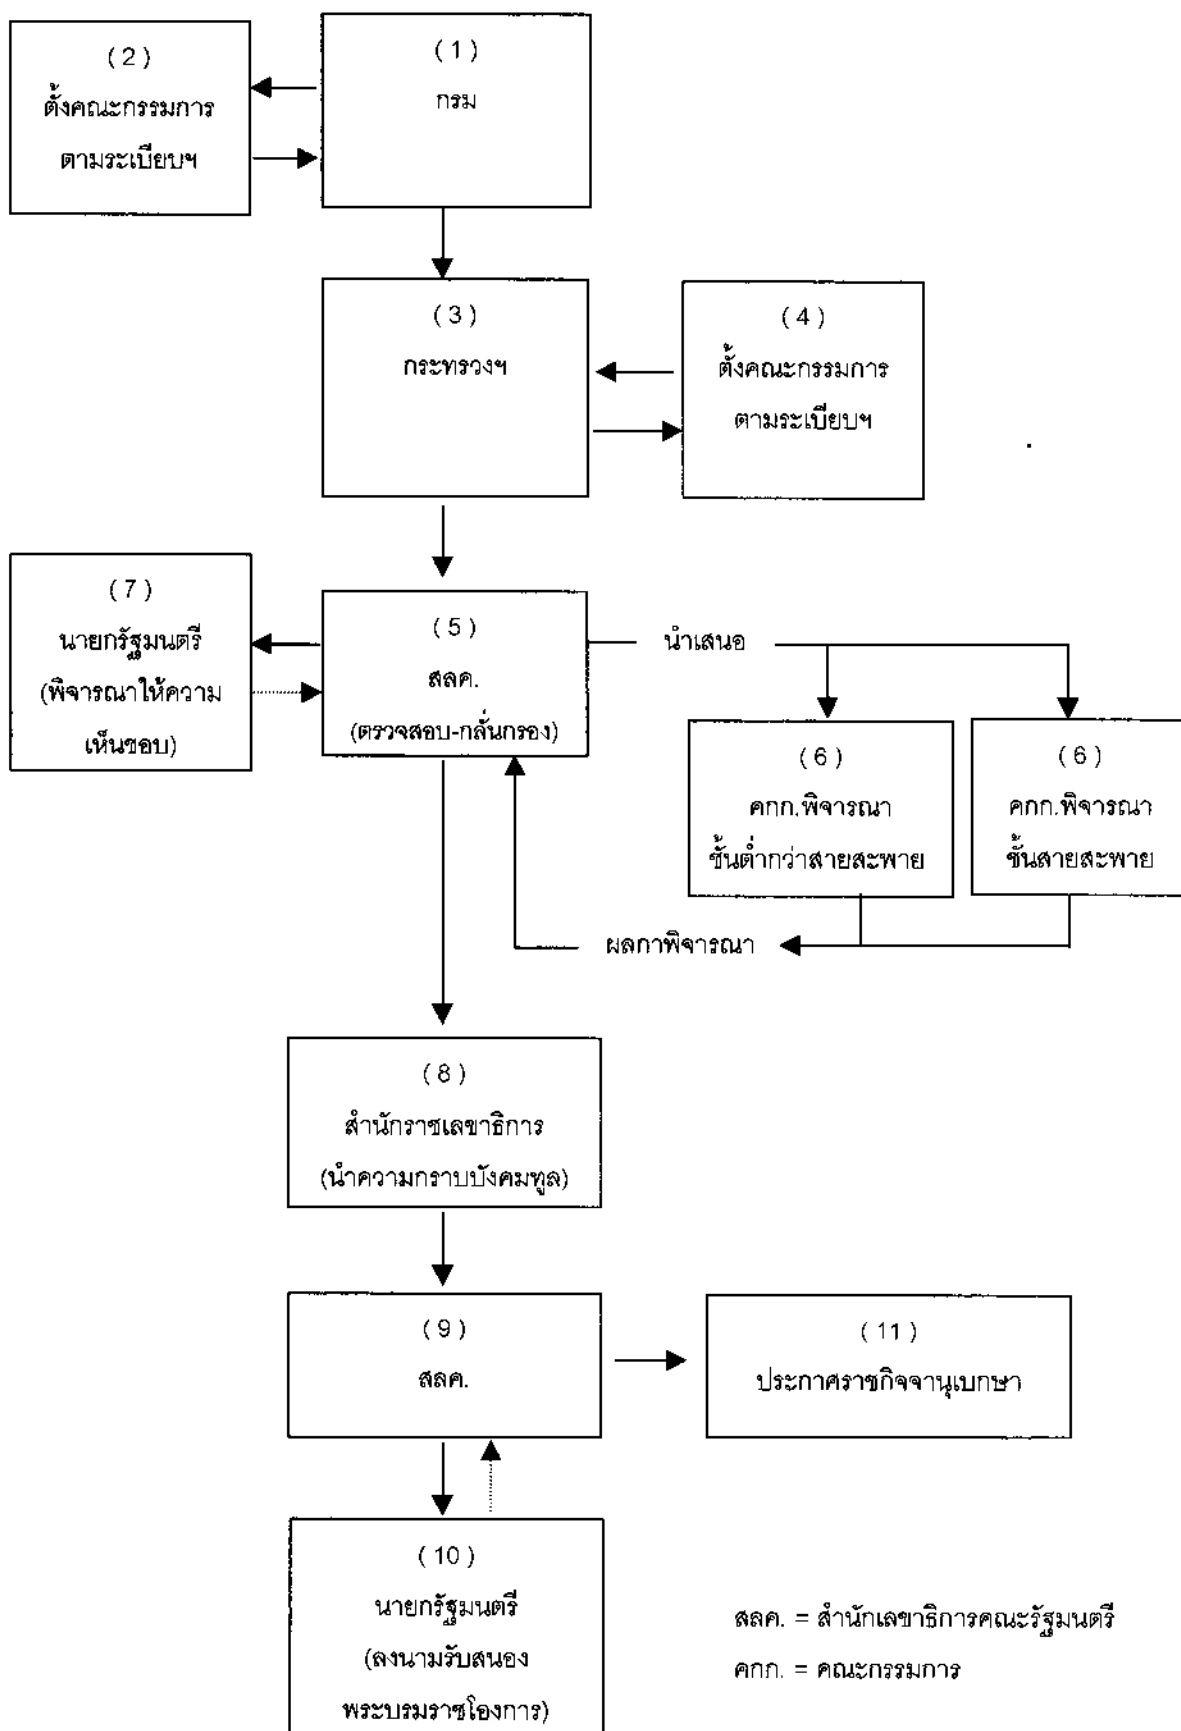 ( 1 )
กรม
( 2 )
ตั้งคณะกรรมการ
ตามระเบียบฯ
( 3 )
กระทรวงฯ
( 4 )
ตั้งคณะกรรมการ
ตามระเบียบฯ
( 5 )
สลค.
(ตรวจสอบ-กลั่นกรอง)
นำเสนอ
( 6 )
คกก.พิจารณา
ชั้นต่ำกว่าสายสะพาย
( 6 )
คกก.พิจารณา
ชั้นสายสะพาย
ผลกาพิจารณา
( 7 )
นายกรัฐมนตรี
(พิจารณาให้ความ
เห็นชอบ)
( 8 )
สำนักราชเลขาธิการ
(นำความกราบบังคมทูล)
( 9 )
สลค.
( 10 )
นายกรัฐมนตรี
(ลงนามรับสนอง
พระบรมราชโองการ)
( 11 )
ประกาศราชกิจจานุเบกษา
สลค. = สำนักเลขาธิการคณะรัฐมนตรี
คกก. = คณะกรรมการ